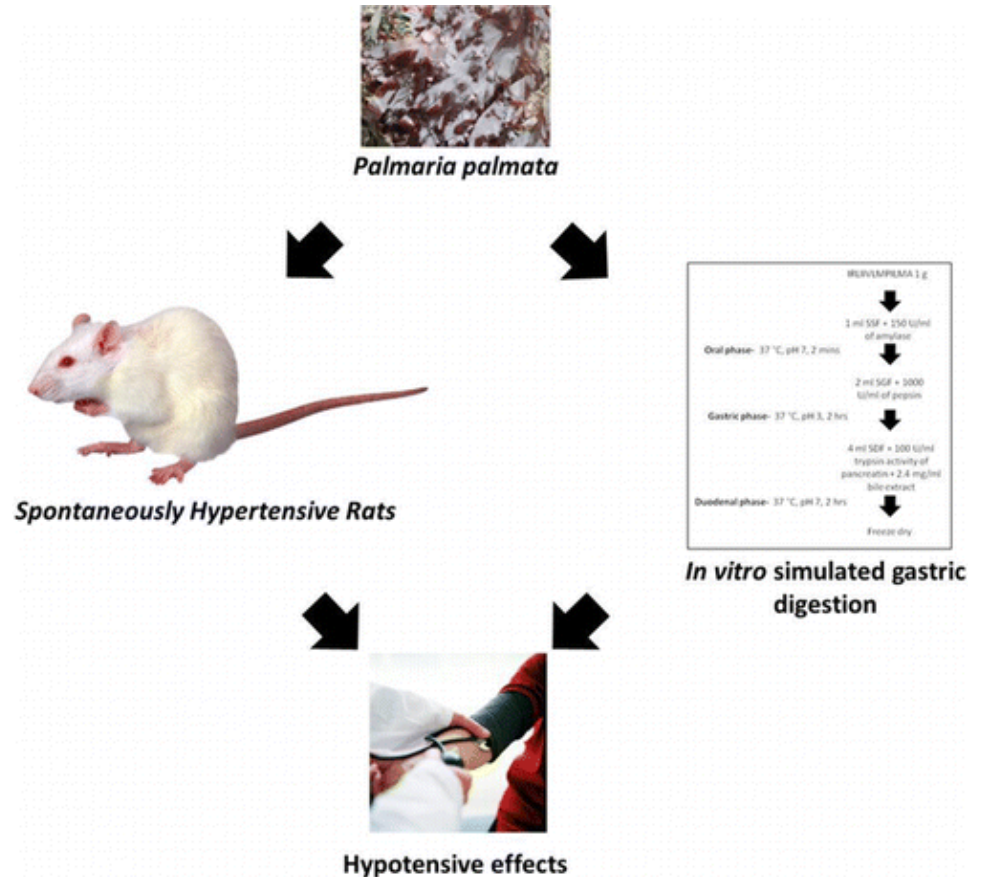 Palmaria palmata
Spontaneously Hypertensive Rats
IRLIIVLMPILMA 1 g
1 ml SSF + 150 U/ml
of amylase
Oral phase- 37 °C, pH 7, 2 mins
2 ml SGF + 1000
U/ml of pepsin
Gastric phase- 37 °C, pH 3, 2 hrs
4 ml SDF + 100 U/ml
trypsin activity of
pancreatin + 2.4 mg/ml
bile extract
Duodenal phase- 37 °C, pH 7, 2 hrs
Freeze dry
In vitro simulated gastric
digestion
Hypotensive effects